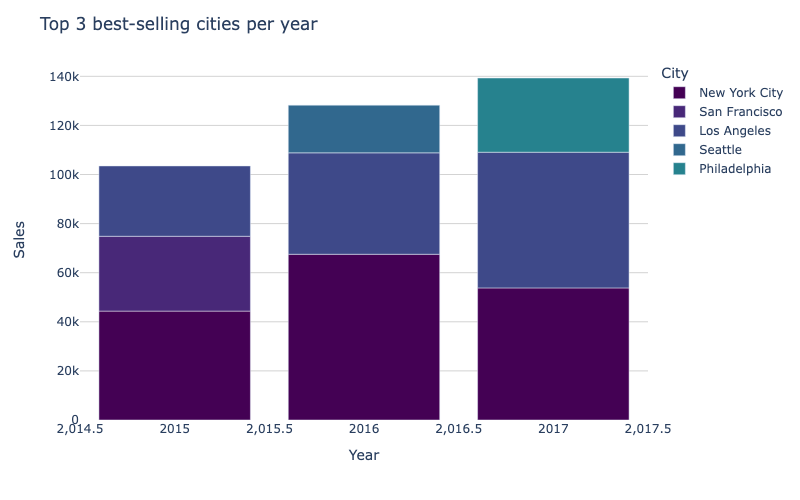 Top 3 best-selling cities per year
140k
120k
100k
80k
60k
40k
20k
0
Sales
2,014.5 2015 2,015.5 2016 2,016.5 2017 2,017.5
Year
City
New York City
San Francisco
Los Angeles
Seattle
Philadelphia